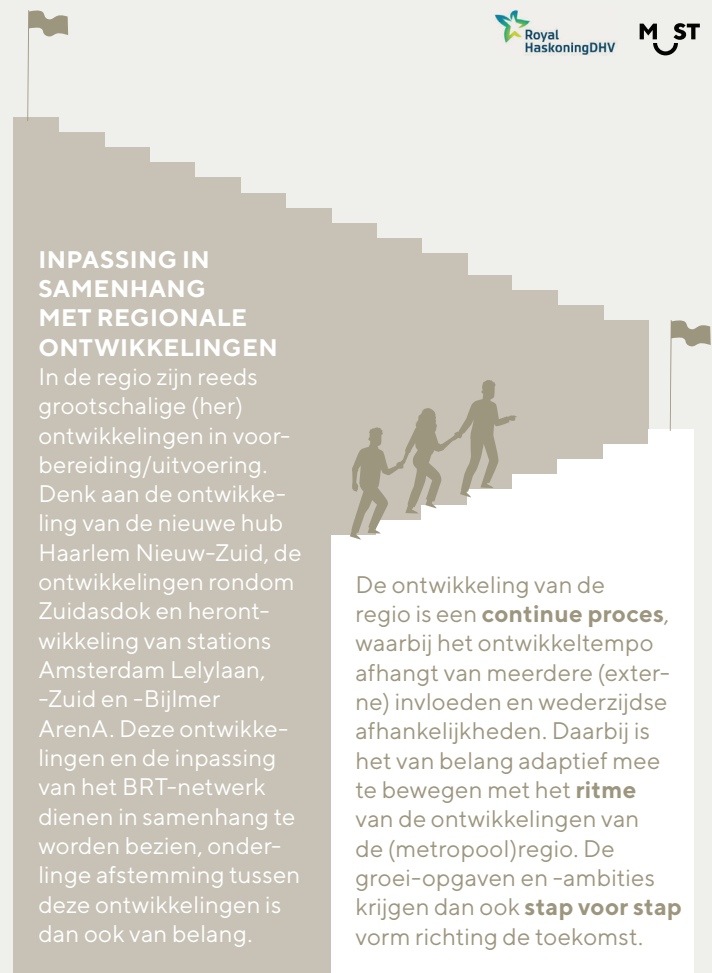 Royal
HaskoningDHV
MUST
INPASSING IN
SAMENHANG
MET REGIONALE
ONTWIKKELINGEN
In de regio zijn reeds
grootschalige (her)
ontwikkelingen in voor-
bereiding/uitvoering.
Denk aan de ontwikke-
ling van de nieuwe hub
Haarlem Nieuw-Zuid, de
ontwikkelingen rondom
Zuidasdok en heront-
wikkeling van stations
Amsterdam Lelylaan,
-Zuid en -Bijlmer
ArenA. Deze ontwikke-
lingen en de inpassing
van het BRT-netwerk
dienen in samenhang te
worden bezien, onder-
linge afstemming tussen
deze ontwikkelingen is
dan ook van belang.
De ontwikkeling van de
regio is een continue proces,
waarbij het ontwikkeltempo
afhangt van meerdere (exter-
ne) invloeden en wederzijdse
afhankelijkheden. Daarbij is
het van belang adaptief mee
te bewegen met het ritme
van de ontwikkelingen van
de (metropool)regio. De
groei-opgaven en -ambities
krijgen dan ook stap voor stap
vorm richting de toekomst.